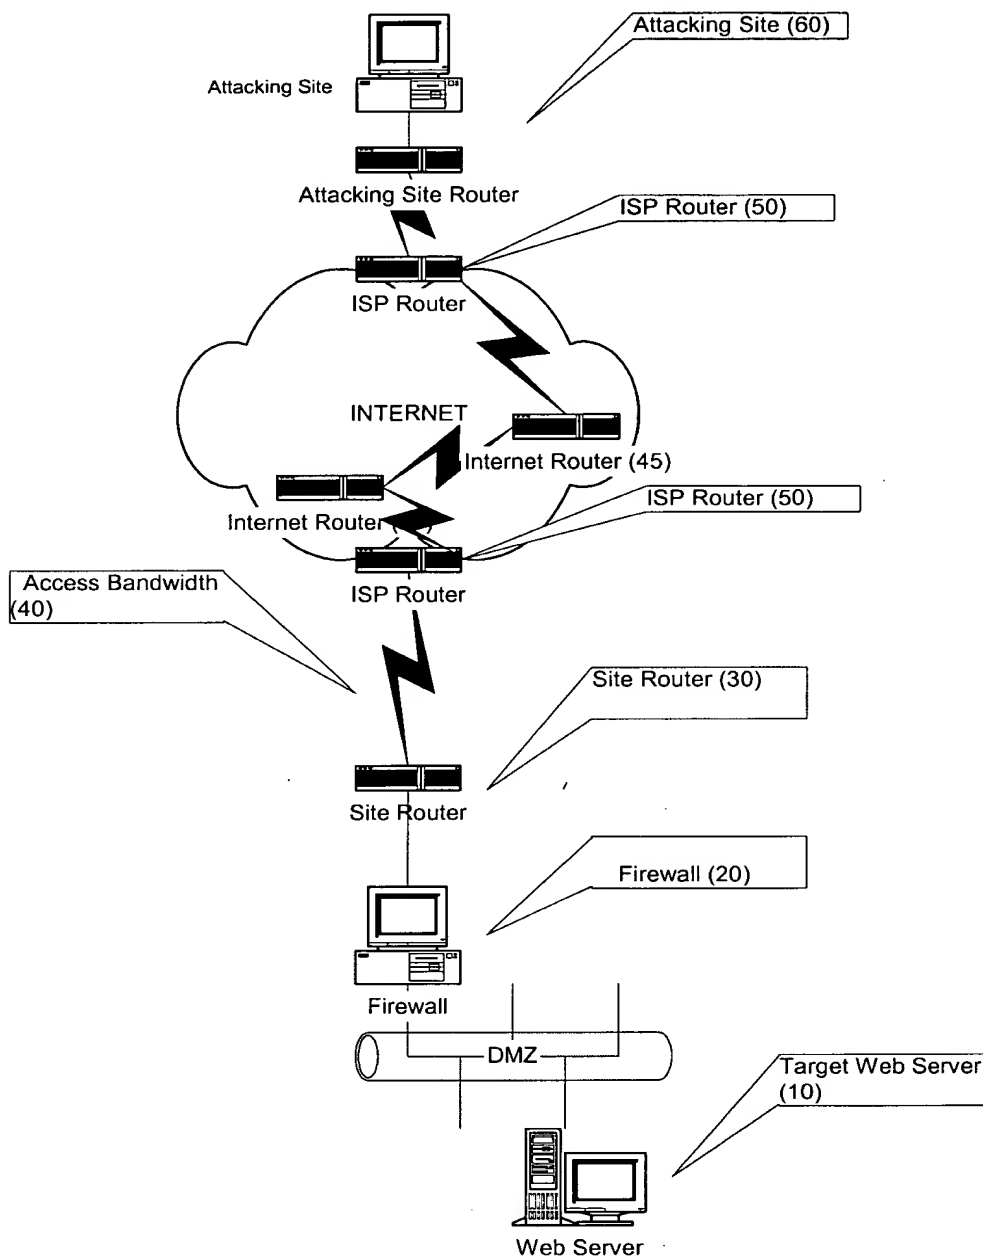 Attacking Site (60)
Attacking Site
Attacking Site Router
ISP Router (50)
ISP Router
INTERNET
Internet Router (45)
ISP Router (50)
Internet Router
ISP Router
Access Bandwidth
(40)
Site Router (30)
Site Router
Firewall (20)
Firewall
DMZ
Target Web Server
(10)
Web Server